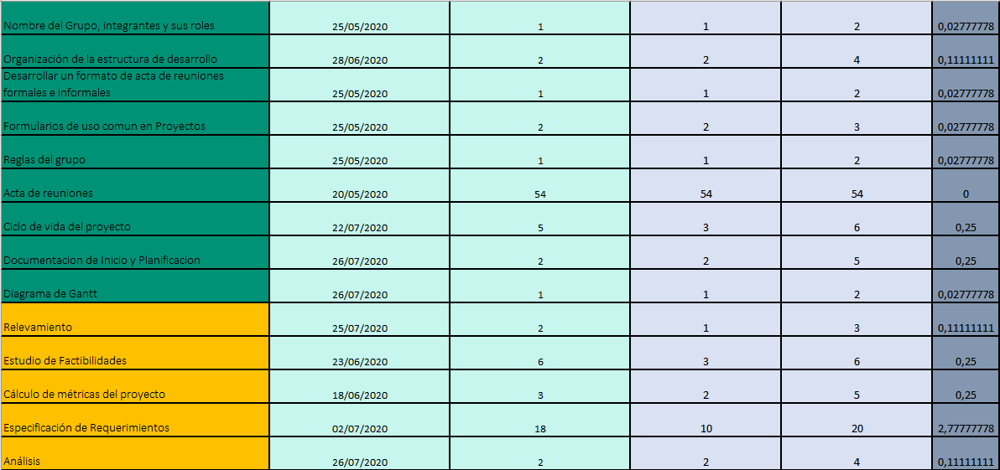 Nombre del Grupo, integrantes y sus roles 25/05/2020 1 1 2 0,02777778
Organización de la estructura de desarrollo 28/06/2020 2 2 4 0,11111111
Desarrollar un formato de acta de reuniones
formales e informales 25/05/2020 1 1 2 0,02777778
Formularios de uso comun en Proyectos 25/05/2020 2 2 3 0,02777778
Reglas del grupo 25/05/2020 1 1 2 0,02777778
Acta de reuniones 20/05/2020 54 54 54 0
Ciclo de vida del proyecto 22/07/2020 5 3 6 0,25
Documentacion de Inicio y Planificacion 26/07/2020 2 2 5 0,25
Diagrama de Gantt 26/07/2020 1 1 2 0,02777778
Relevamiento 25/07/2020 2 1 3 0,11111111
Estudio de Factibilidades 23/06/2020 6 3 6 0,25
Cálculo de métricas del proyecto 18/06/2020 3 2 5 0,25
Especificación de Requerimientos 02/07/2020 18 10 20 2,77777778
Análisis 26/07/2020 2 2 4 0,11111111